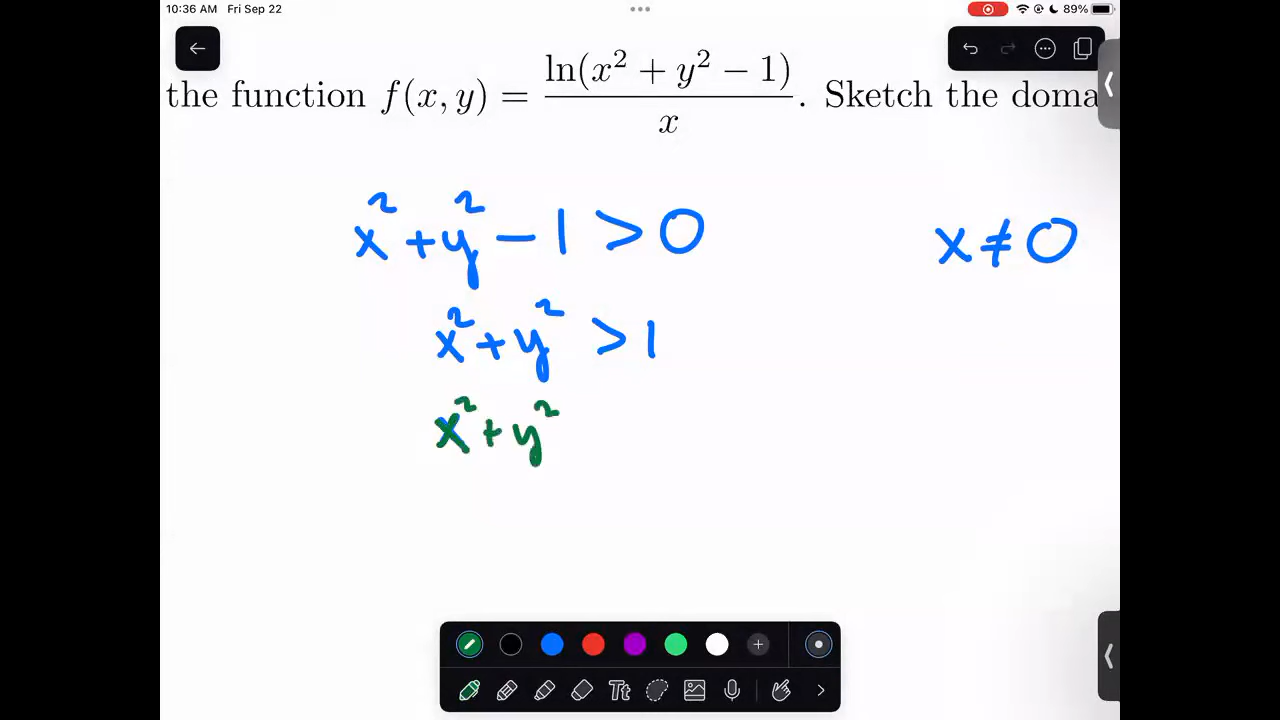 10:36 AM Fri Sep 22
89%
the function f(x, y) = ln(x² + y² − 1) / x. Sketch the doma
x² + y² − 1 > 0
x ≠ 0
x² + y² > 1
x² + y²
Tt